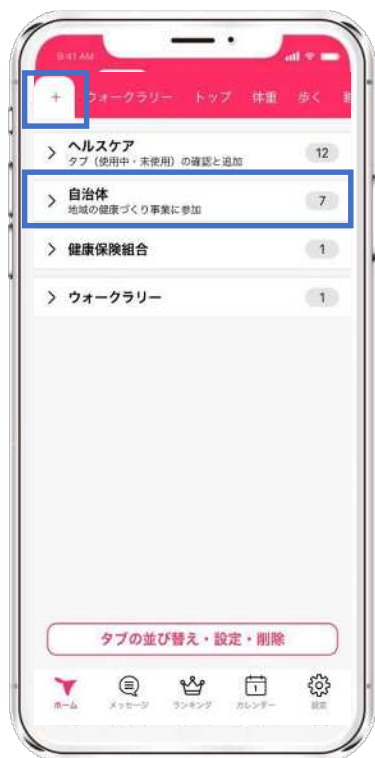 9:41 AM
+ ウォークラリー トップ 体重 歩く
ヘルスケア
タブ（使用中・未使用）の確認と追加
12
自治体
地域の健康づくり事業に参加
7
健康保険組合
1
ウォークラリー
1
タブの並び替え・設定・削除
ホーム メッセージ ランキング カレンダー 設定